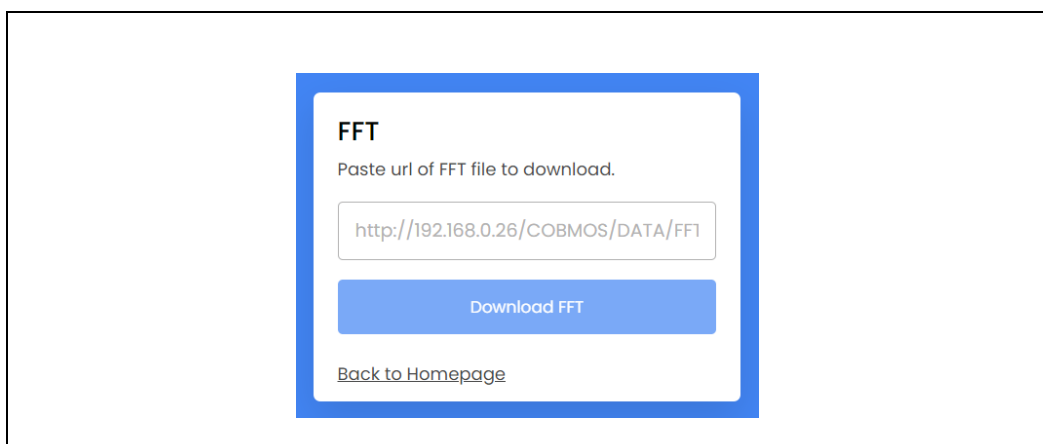 FFT
Paste url of FFT file to download.
http://192.168.0.26/COBMOS/DATA/FFT
Download FFT
Back to Homepage